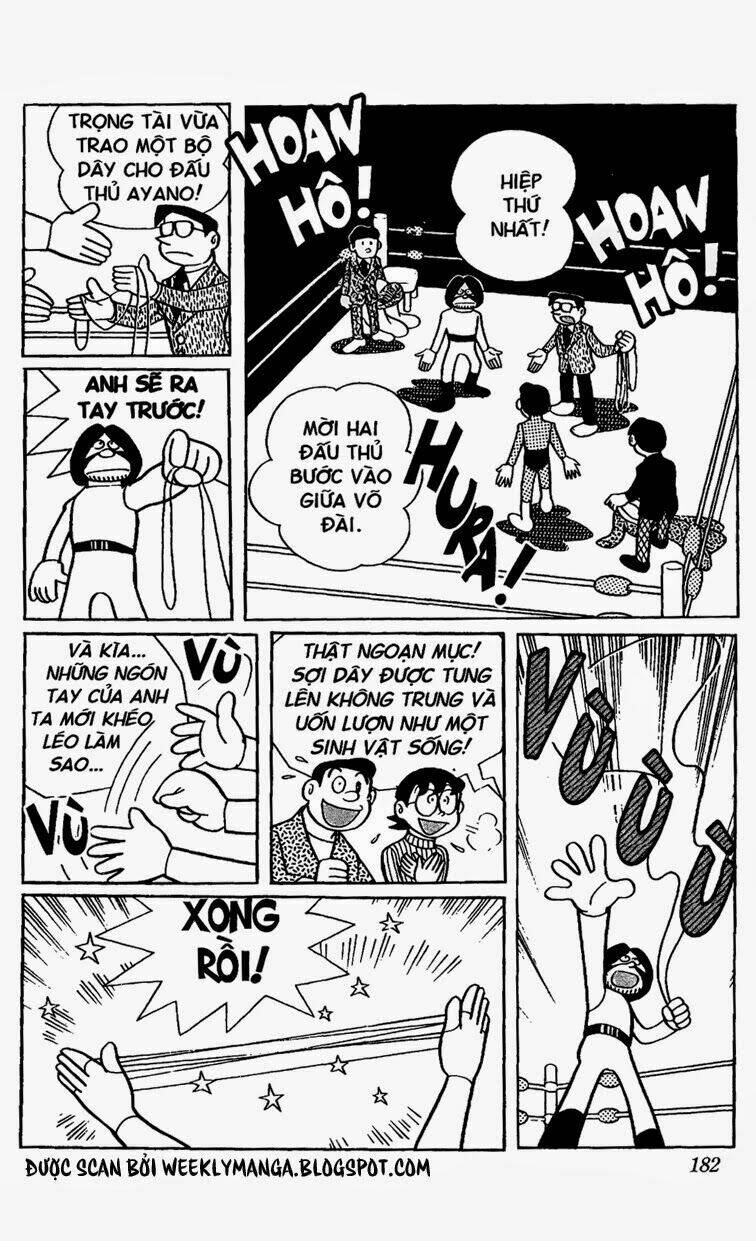 TRỌNG TÀI VỪA
TRAO MỘT BỘ
DÂY CHO ĐẤU
THỦ AYANO!
HOAN
HÔ!
HIỆP
THỨ
NHẤT!
HOAN
HÔ!
MỜI HAI
ĐẤU THỦ
BƯỚC VÀO
GIỮA VÕ
ĐÀI.
HURA!
ANH SẼ RA
TAY TRƯỚC!
VÀ KÌA...
NHỮNG NGÓN
TAY CỦA ANH
TA MỚI KHÉO
LÉO LÀM
SAO...
VÙ
VÙ
THẬT NGOẠN MỤC!
SỢI DÂY ĐƯỢC TUNG
LÊN KHÔNG TRUNG VÀ
UỐN LƯỢN NHƯ MỘT
SINH VẬT SỐNG!
VÙ Ù Ù
XONG
RỒI!
ĐƯỢC SCAN BỞI WEEKLYMANGA.BLOGSPOT.COM
182